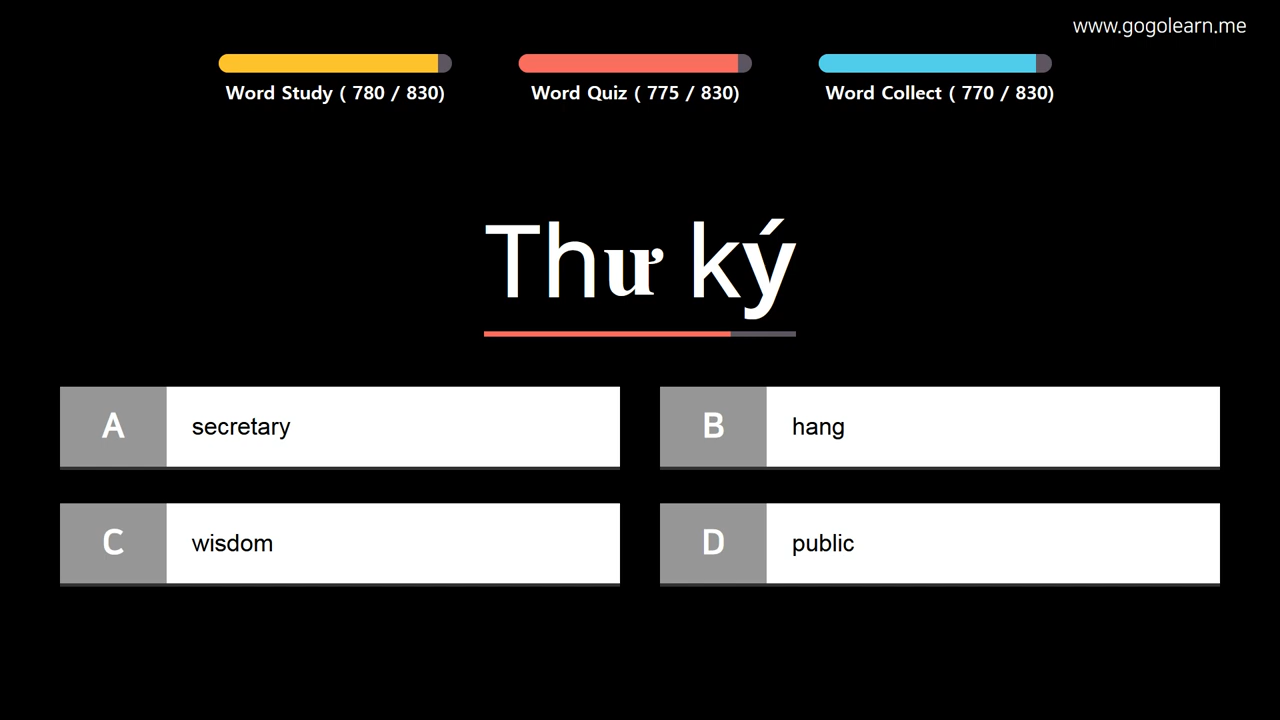 www.gogolearn.me
Word Study ( 780 / 830)
Word Quiz ( 775 / 830)
Word Collect ( 770 / 830)
Thư ký
A secretary
B hang
C wisdom
D public